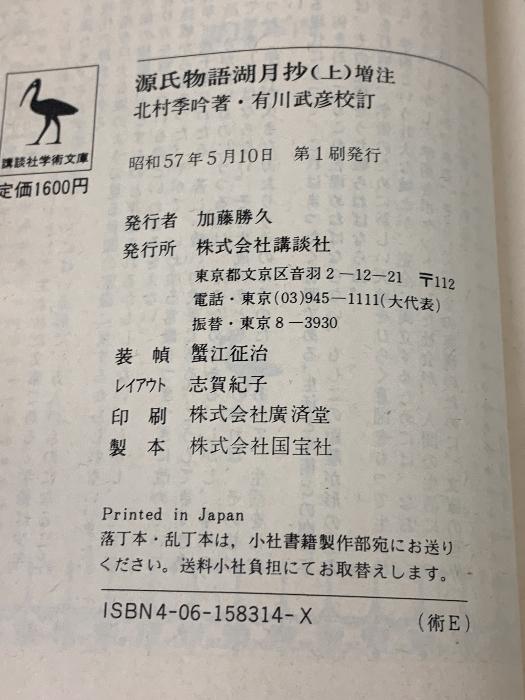 源氏物語湖月抄(上)増注
北村季吟著・有川武彦校訂
講談社学術文庫
定価1600円
昭和57年5月10日 第1刷発行
発行者 加藤勝久
発行所 株式会社講談社
東京都文京区音羽2—12—21 〒112
電話・東京(03)945—1111(大代表)
振替・東京8—3930
装幀 蟹江征治
レイアウト 志賀紀子
印刷 株式会社廣済堂
製本 株式会社国宝社
Printed in Japan
落丁本・乱丁本は,小社書籍製作部宛にお送り
ください。送料小社負担にてお取替えします。
ISBN4-06-158314-X
(術E)